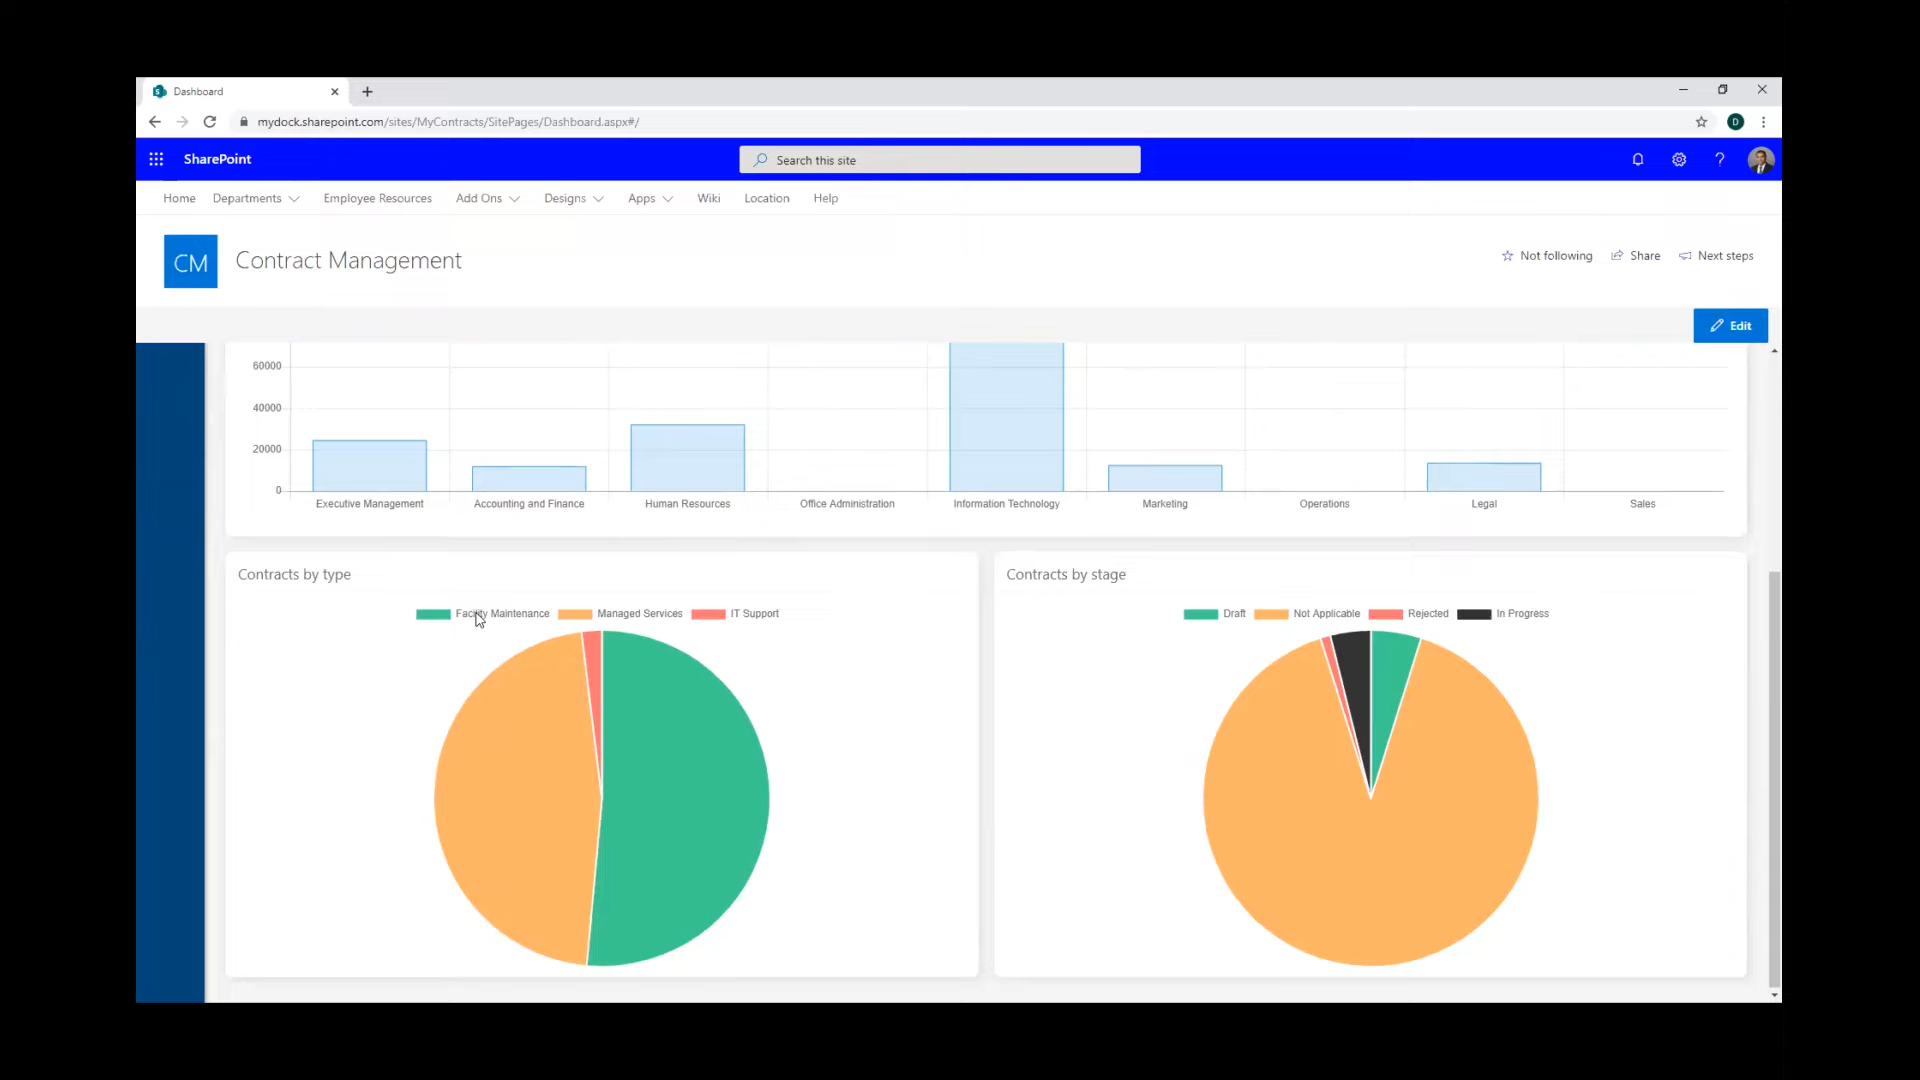 Dashboard
mydock.sharepoint.com/sites/MyContracts/SitePages/Dashboard.aspx#/
D
SharePoint
Search this site
Home Departments Employee Resources Add Ons Designs Apps Wiki Location Help
CM Contract Management
Not following Share Next steps
Edit
60000
40000
20000
0
Executive Management Accounting and Finance Human Resources Office Administration Information Technology Marketing Operations Legal Sales
Contracts by type
Facility Maintenance Managed Services IT Support
Contracts by stage
Draft Not Applicable Rejected In Progress